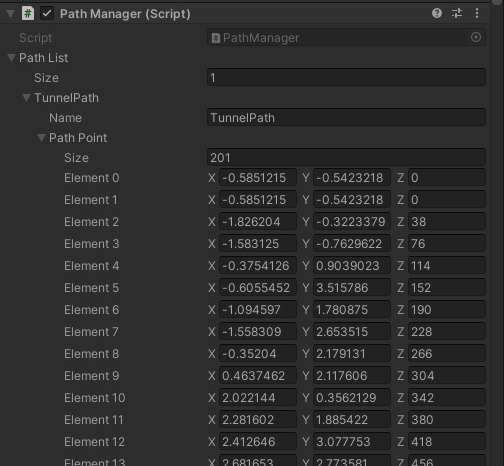 Path Manager (Script)
Script PathManager
Path List
Size 1
TunnelPath
Name TunnelPath
Path Point
Size 201
Element 0 X -0.5851215 Y -0.5423218 Z 0
Element 1 X -0.5851215 Y -0.5423218 Z 0
Element 2 X -1.826204 Y -0.3223379 Z 38
Element 3 X -1.583125 Y -0.7629622 Z 76
Element 4 X -0.3754126 Y 0.9039023 Z 114
Element 5 X -0.6055452 Y 3.515786 Z 152
Element 6 X -1.094597 Y 1.780875 Z 190
Element 7 X -1.558309 Y 2.653515 Z 228
Element 8 X -0.35204 Y 2.179131 Z 266
Element 9 X 0.4637462 Y 2.117606 Z 304
Element 10 X 2.022144 Y 0.3562129 Z 342
Element 11 X 2.281602 Y 1.885422 Z 380
Element 12 X 2.412646 Y 3.077753 Z 418
Element 13 X 2.681653 Y 2.773581 Z 456